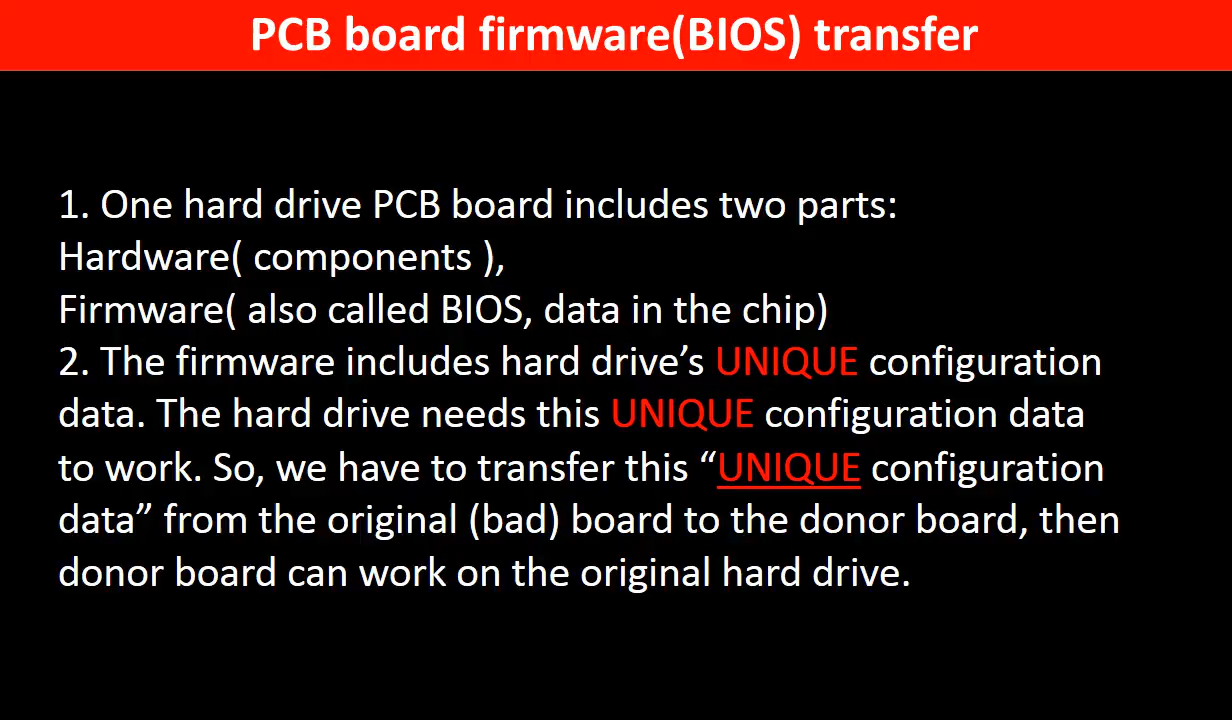 PCB board firmware(BIOS) transfer
1. One hard drive PCB board includes two parts:
Hardware( components ),
Firmware( also called BIOS, data in the chip)
2. The firmware includes hard drive’s UNIQUE configuration
data. The hard drive needs this UNIQUE configuration data
to work. So, we have to transfer this “UNIQUE configuration
data” from the original (bad) board to the donor board, then
donor board can work on the original hard drive.